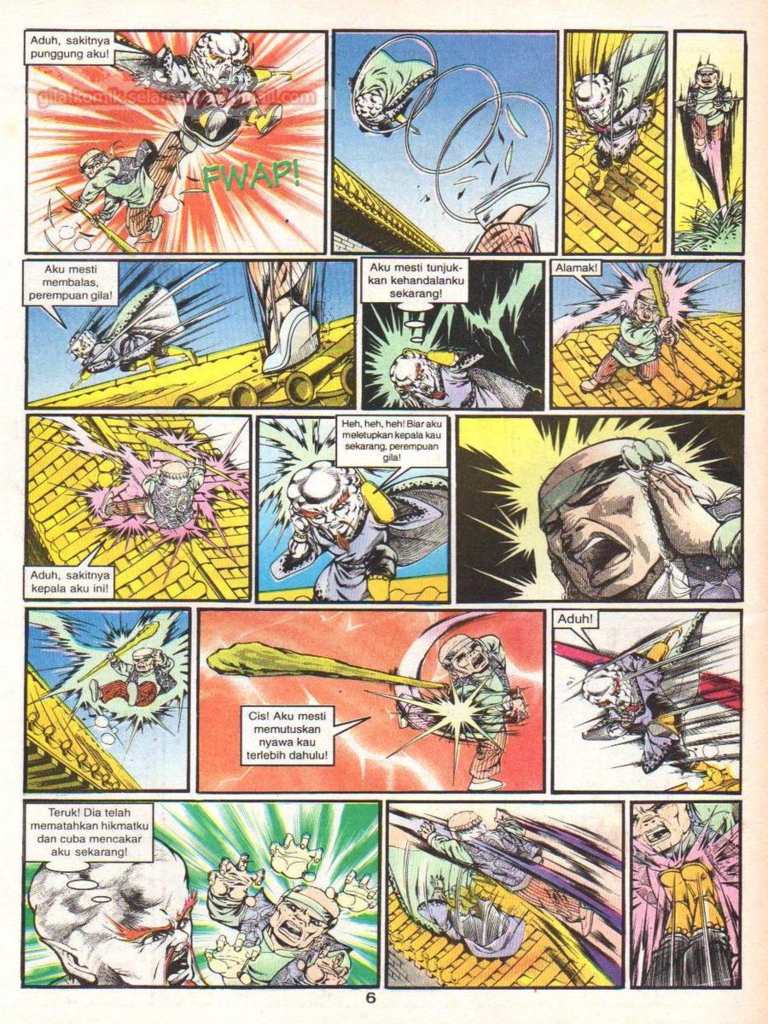 Aduh, sakitnya
punggung aku!
FWAP!
Aku mesti
membalas,
perempuan gila!
Aku mesti tunjuk-
kan kehandalanku
sekarang!
Alamak!
Aduh, sakitnya
kepala aku ini!
Heh, heh, heh! Biar aku
meletupkan kepala kau
sekarang, perempuan
gila!
Cis! Aku mesti
memutuskan
nyawa kau
terlebih dahulu!
Aduh!
Teruk! Dia telah
mematahkan hikmatku
dan cuba mencakar
aku sekarang!
6